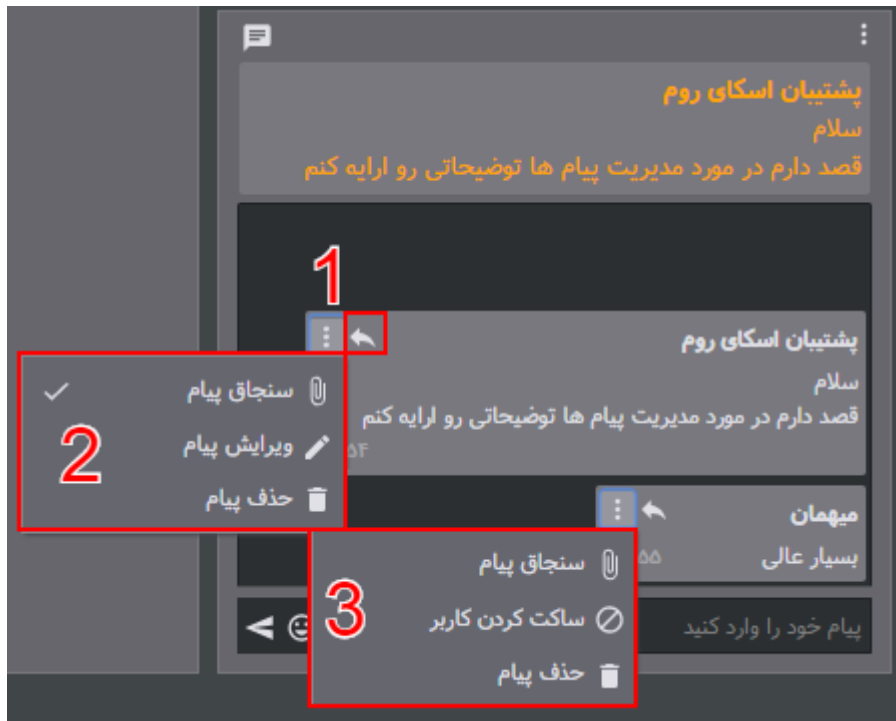 پشتیبان اسکای روم
سلام
قصد دارم در مورد مدیریت پیام ها توضیحاتی رو ارایه کنم
1
پشتیبان اسکای روم
سلام
قصد دارم در مورد مدیریت پیام ها توضیحاتی رو ارایه کنم
۵۴
سنجاق پیام
2
ویرایش پیام
حذف پیام
میهمان
بسیار عالی
۵۵
سنجاق پیام
3
ساکت کردن کاربر
حذف پیام
پیام خود را وارد کنید